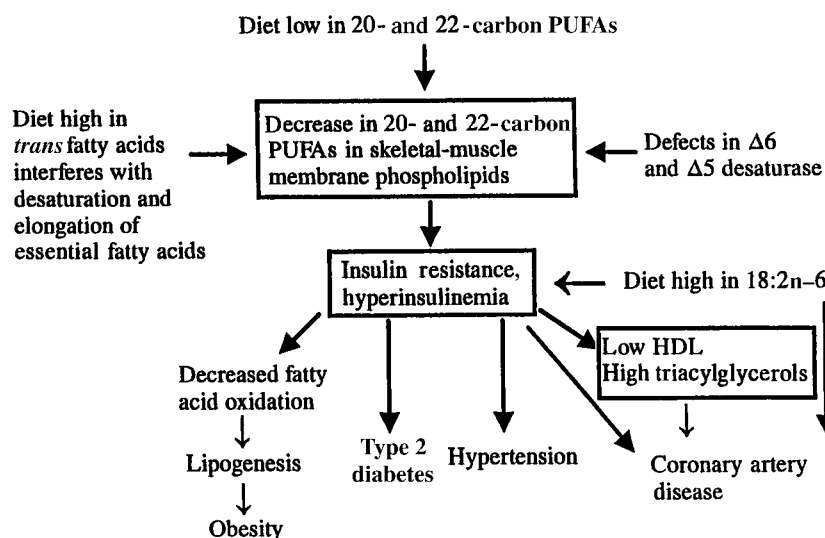 Diet low in 20- and 22-carbon PUFAs
Diet high in
trans fatty acids
interferes with
desaturation and
elongation of
essential fatty acids
Decrease in 20- and 22-carbon
PUFAs in skeletal-muscle
membrane phospholipids
Defects in Δ6
and Δ5 desaturase
Insulin resistance,
hyperinsulinemia
Diet high in 18:2n–6
Low HDL
High triacylglycerols
Decreased fatty
acid oxidation
Lipogenesis
Obesity
Type 2
diabetes
Hypertension
Coronary artery
disease